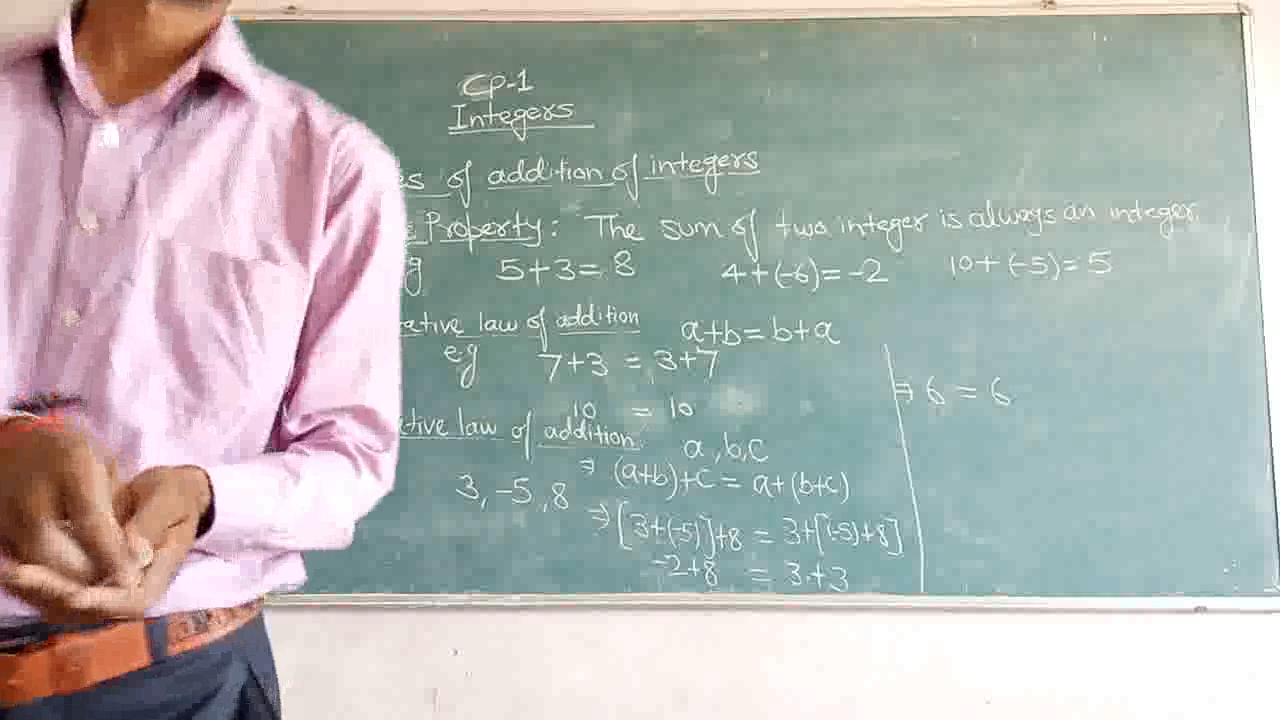 CP-1
Integers
es of addition of integers
Property: The sum of two integer is always an integer.
g 5+3=8 4+(-6)=-2 10+(-5)=5
ative law of addition a+b=b+a
e.g 7+3 = 3+7
10 = 10
ative law of addition. a,b,c
⇒ (a+b)+c = a+(b+c)
3,-5,8 ⇒ [3+(-5)]+8 = 3+[(-5)+8]
-2+8 = 3+3
⇒ 6 = 6